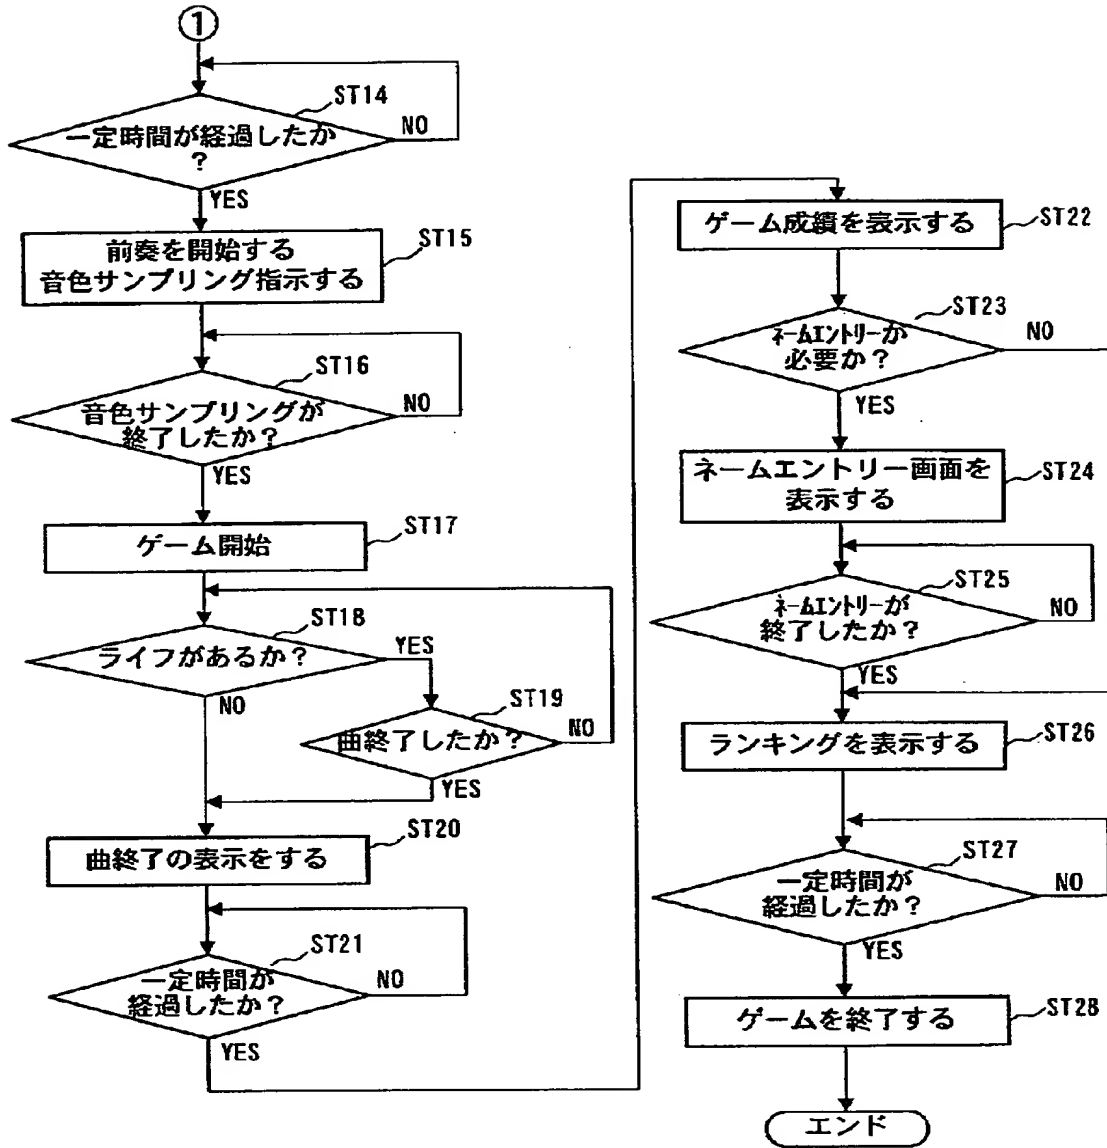 ①
ST14
一定時間が経過したか
?
NO
YES
前奏を開始する
音色サンプリング指示する
ST15
ST16
音色サンプリングが
終了したか?
NO
YES
ST17
ゲーム開始
ST18
ライフがあるか?
YES
NO
ST19
曲終了したか?
NO
YES
ST20
曲終了の表示をする
ST21
一定時間が
経過したか?
NO
YES
ゲーム成績を表示する
ST22
ST23
ネームエントリーが
必要か?
NO
YES
ネームエントリー画面を
表示する
ST24
ST25
ネームエントリーが
終了したか?
NO
YES
ランキングを表示する
ST26
ST27
一定時間が
経過したか?
NO
YES
ゲームを終了する
ST28
エンド